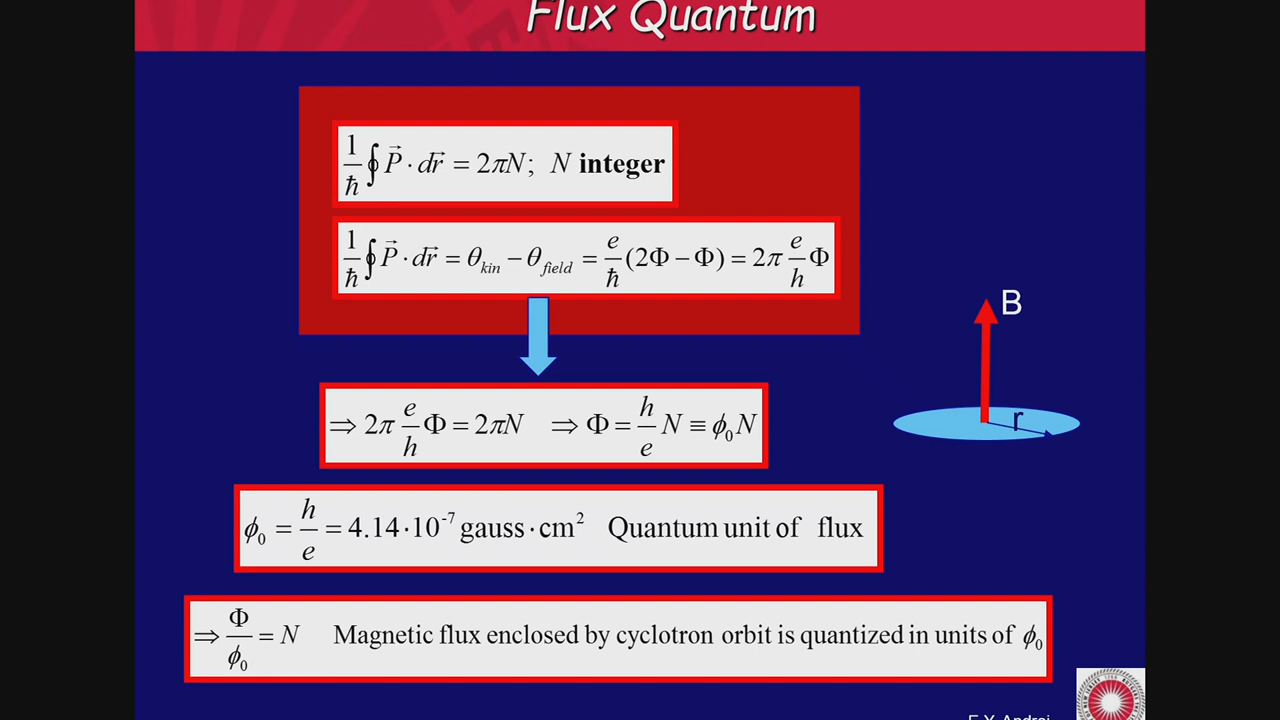 Flux Quantum
1/ħ ∮ P⃗ · dr⃗ = 2πN; N integer
1/ħ ∮ P⃗ · dr⃗ = θ_kin − θ_field = e/ħ (2Φ − Φ) = 2π e/h Φ
B
⇒ 2π e/h Φ = 2πN ⇒ Φ = h/e N ≡ ϕ₀N
r
ϕ₀ = h/e = 4.14·10⁻⁷ gauss·cm² Quantum unit of flux
⇒ Φ/ϕ₀ = N Magnetic flux enclosed by cyclotron orbit is quantized in units of ϕ₀
E.Y. Andrei